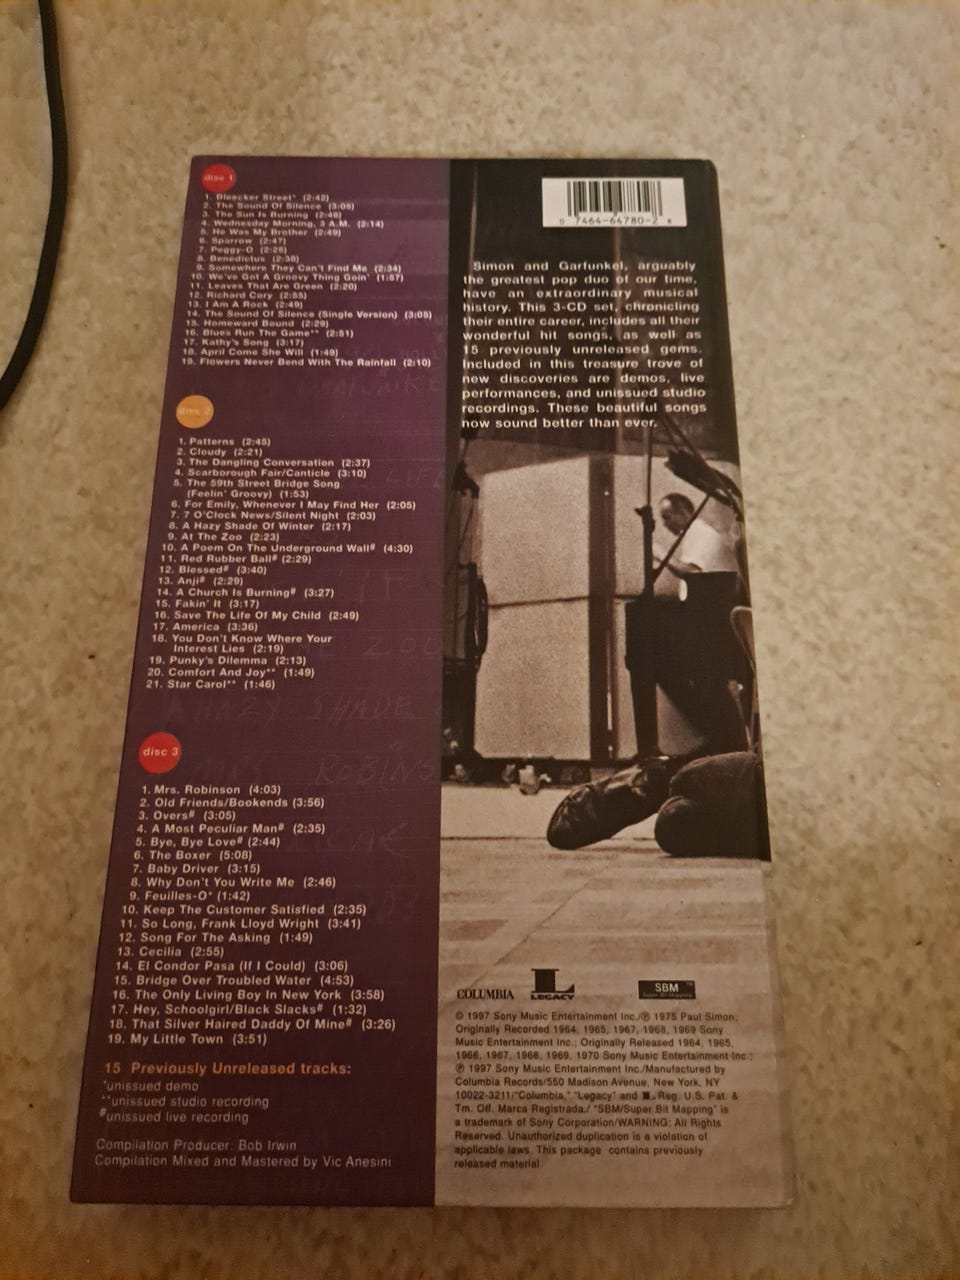 disc 1
1. Bleecker Street* (2:42)
2. The Sound Of Silence (3:05)
3. The Sun Is Burning (2:46)
4. Wednesday Morning, 3 A.M. (2:14)
5. He Was My Brother (2:49)
6. Sparrow (2:47)
7. Peggy-O (2:25)
8. Benedictus (2:38)
9. Somewhere They Can't Find Me (2:34)
10. We've Got A Groovy Thing Goin' (1:57)
11. Leaves That Are Green (2:20)
12. Richard Cory (2:55)
13. I Am A Rock (2:49)
14. The Sound Of Silence (Single Version) (3:05)
15. Homeward Bound (2:29)
16. Blues Run The Game** (2:51)
17. Kathy's Song (3:17)
18. April Come She Will (1:49)
19. Flowers Never Bend With The Rainfall (2:10)
disc 2
1. Patterns (2:45)
2. Cloudy (2:21)
3. The Dangling Conversation (2:37)
4. Scarborough Fair/Canticle (3:10)
5. The 59th Street Bridge Song
(Feelin' Groovy) (1:53)
6. For Emily, Whenever I May Find Her (2:05)
7. 7 O'Clock News/Silent Night (2:03)
8. A Hazy Shade Of Winter (2:17)
9. At The Zoo (2:23)
10. A Poem On The Underground Wall# (4:30)
11. Red Rubber Ball# (2:29)
12. Blessed# (3:40)
13. Anji# (2:29)
14. A Church Is Burning# (3:27)
15. Fakin' It (3:17)
16. Save The Life Of My Child (2:49)
17. America (3:36)
18. You Don't Know Where Your
Interest Lies (2:19)
19. Punky's Dilemma (2:13)
20. Comfort And Joy** (1:49)
21. Star Carol** (1:46)
disc 3
1. Mrs. Robinson (4:03)
2. Old Friends/Bookends (3:56)
3. Overs# (3:05)
4. A Most Peculiar Man# (2:35)
5. Bye, Bye Love# (2:44)
6. The Boxer (5:08)
7. Baby Driver (3:15)
8. Why Don't You Write Me (2:46)
9. Feuilles-O* (1:42)
10. Keep The Customer Satisfied (2:35)
11. So Long, Frank Lloyd Wright (3:41)
12. Song For The Asking (1:49)
13. Cecilia (2:55)
14. El Condor Pasa (If I Could) (3:06)
15. Bridge Over Troubled Water (4:53)
16. The Only Living Boy In New York (3:58)
17. Hey, Schoolgirl/Black Slacks# (1:32)
18. That Silver Haired Daddy Of Mine# (3:26)
19. My Little Town (3:51)
15 Previously Unreleased tracks:
*unissued demo
**unissued studio recording
#unissued live recording
Compilation Producer: Bob Irwin
Compilation Mixed and Mastered by Vic Anesini
0 7464-64780-2 8
Simon and Garfunkel, arguably
the greatest pop duo of our time,
have an extraordinary musical
history. This 3-CD set, chronicling
their entire career, includes all their
wonderful hit songs, as well as
15 previously unreleased gems.
Included in this treasure trove of
new discoveries are demos, live
performances, and unissued studio
recordings. These beautiful songs
now sound better than ever.
COLUMBIA
L
LEGACY
SBM™
Super Bit Mapping
© 1997 Sony Music Entertainment Inc./℗ 1975 Paul Simon,
Originally Recorded 1964, 1965, 1967, 1968, 1969 Sony
Music Entertainment Inc.; Originally Released 1964, 1965,
1966, 1967, 1968, 1969, 1970 Sony Music Entertainment Inc.;
℗ 1997 Sony Music Entertainment Inc./Manufactured by
Columbia Records/550 Madison Avenue, New York, NY
10022-3211/"Columbia," "Legacy" and L Reg. U.S. Pat. &
Tm. Off. Marca Registrada./ "SBM/Super Bit Mapping" is
a trademark of Sony Corporation/WARNING: All Rights
Reserved. Unauthorized duplication is a violation of
applicable laws. This package contains previously
released material.